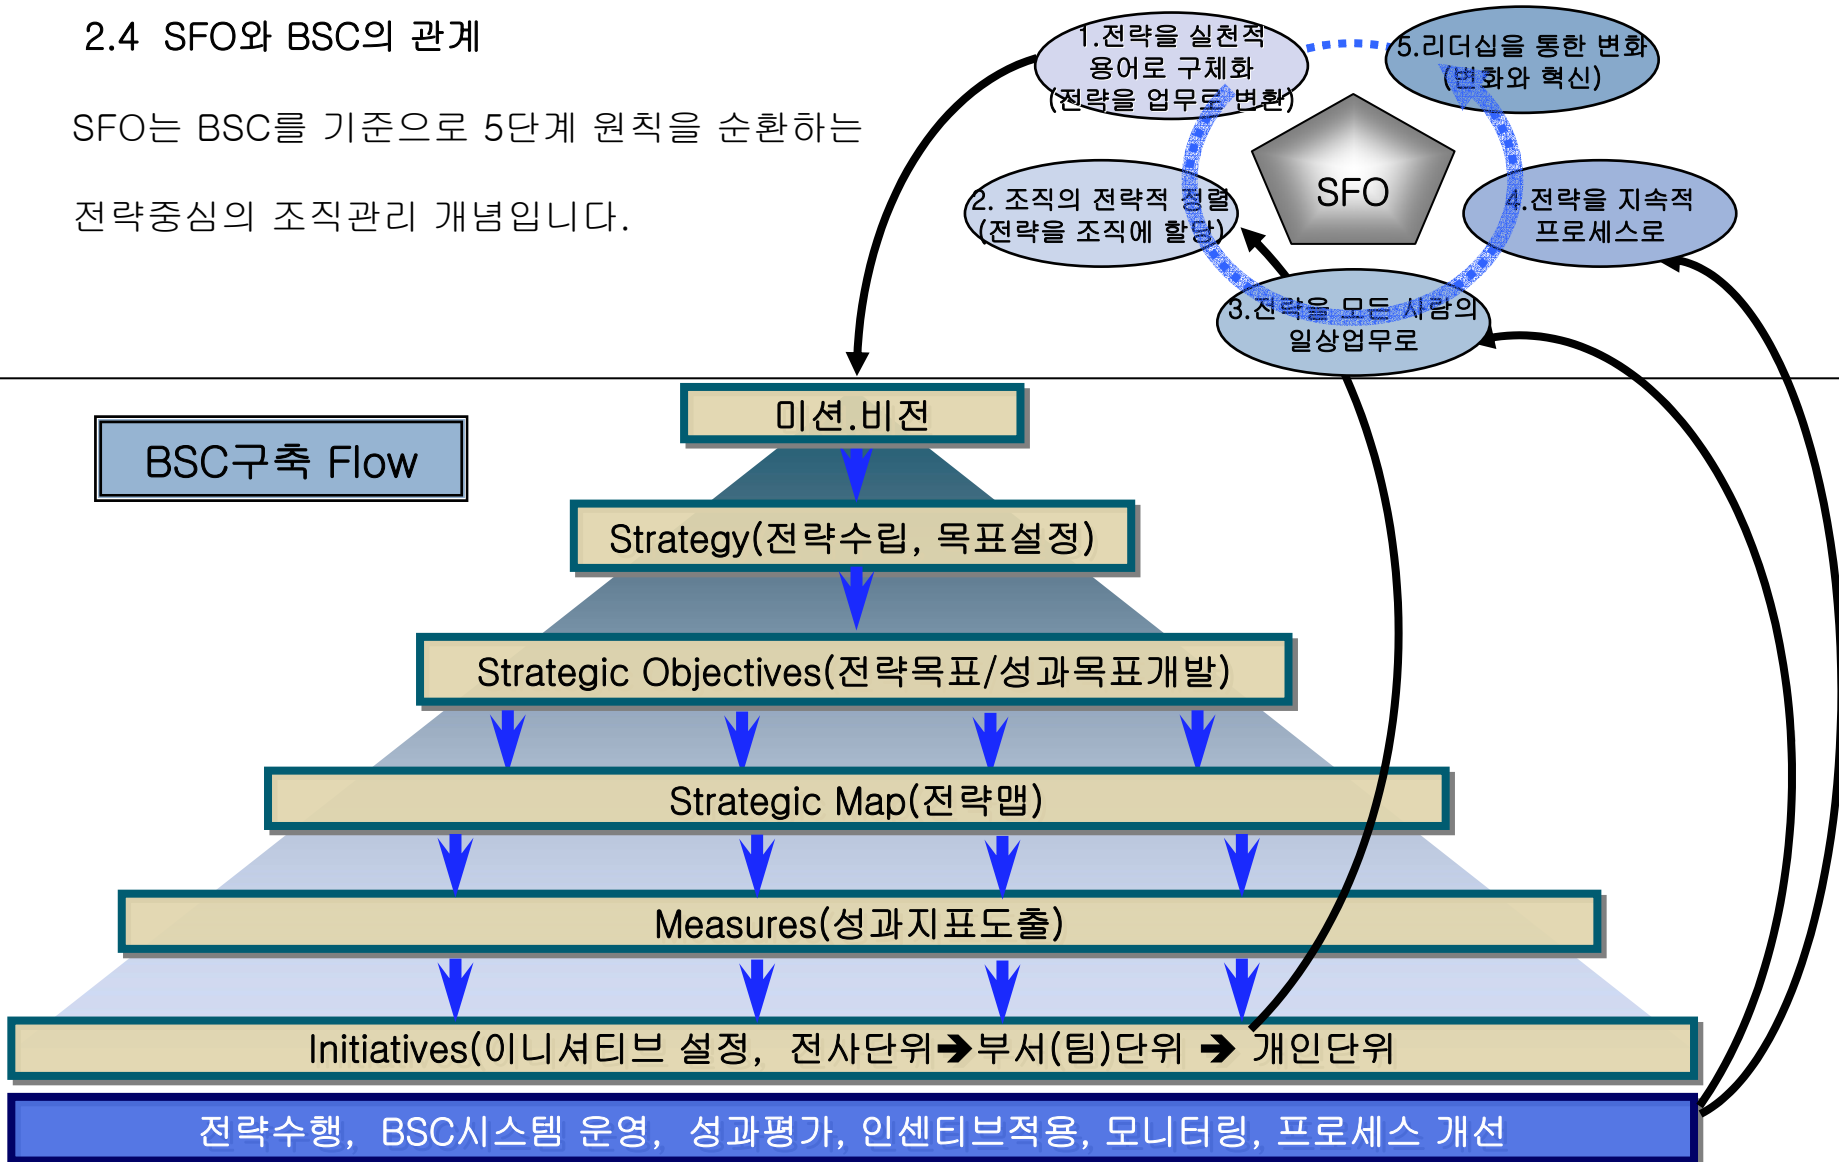 2.4 SFO와 BSC의 관계
SFO는 BSC를 기준으로 5단계 원칙을 순환하는
전략중심의 조직관리 개념입니다.
1.전략을 실천적
용어로 구체화
(전략을 업무로 변환)
5.리더십을 통한 변화
(변화와 혁신)
SFO
2. 조직의 전략적 정렬
(전략을 조직에 할당)
4.전략을 지속적
프로세스로
3.전략을 모든 사람의
일상업무로
BSC구축 Flow
미션.비전
Strategy(전략수립, 목표설정)
Strategic Objectives(전략목표/성과목표개발)
Strategic Map(전략맵)
Measures(성과지표도출)
Initiatives(이니셔티브 설정, 전사단위➔부서(팀)단위 ➔ 개인단위
전략수행, BSC시스템 운영, 성과평가, 인센티브적용, 모니터링, 프로세스 개선